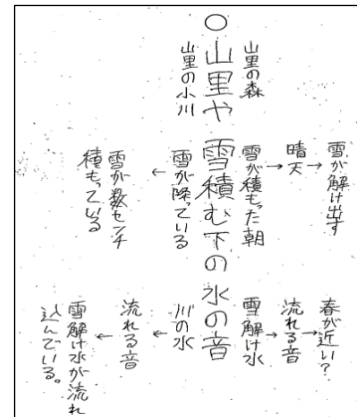 雪が解け出す
↑
晴天
↑
雪が積もった朝
春が近い?
↑
流れる音
↑
雪解け水
山里の森
○山里や 雪積む下の水の音
山里の小川
雪が降っている
↓
雪が数センチ
積もっている
川の水
↓
流れる音
↓
雪解け水が流れ
込んでいる。